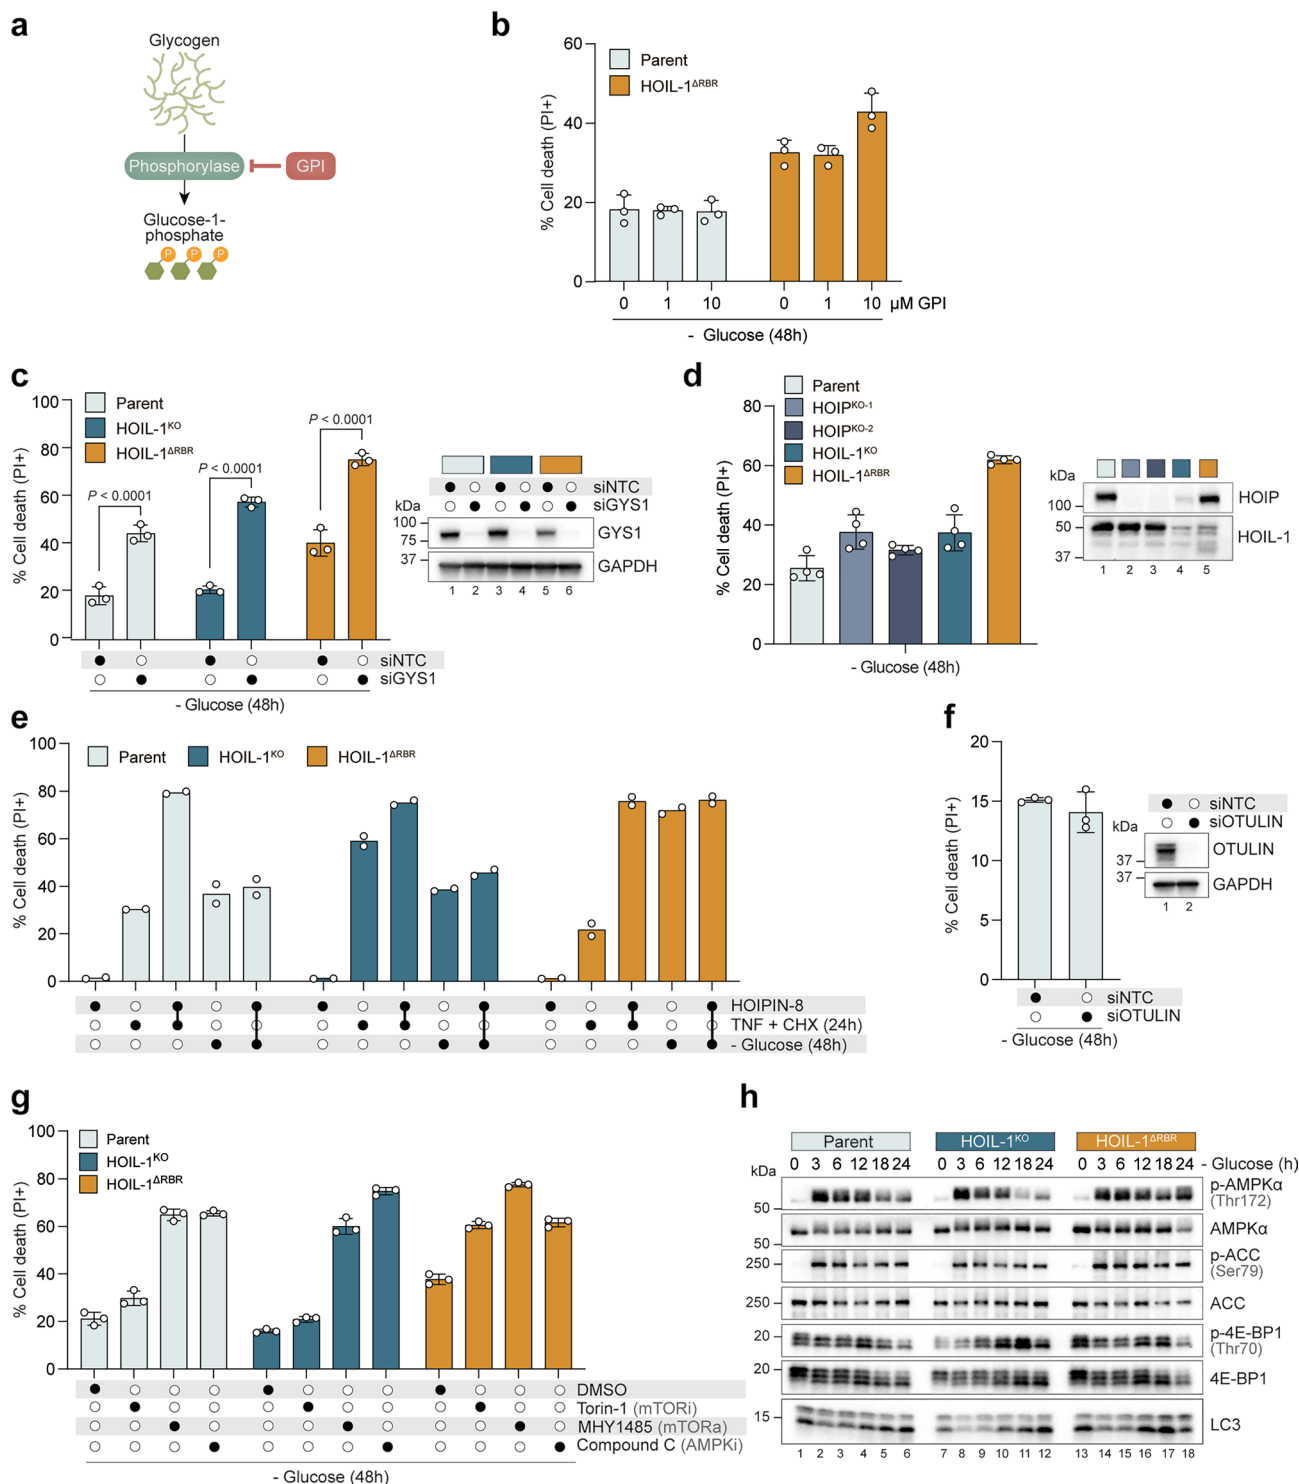 a
Glycogen
Phosphorylase
GPI
Glucose-1-
phosphate
P P P
b
60
40
20
0
% Cell death (PI+)
Parent
HOIL-1ΔRBR
0 1 10 0 1 10 µM GPI
- Glucose (48h)
c
100
80
60
40
20
0
% Cell death (PI+)
Parent
HOIL-1KO
HOIL-1ΔRBR
P < 0.0001
P < 0.0001
P < 0.0001
siNTC
siGYS1
- Glucose (48h)
siNTC
siGYS1
kDa
100
75
GYS1
37
GAPDH
1 2 3 4 5 6
d
80
60
40
20
0
% Cell death (PI+)
Parent
HOIPKO-1
HOIPKO-2
HOIL-1KO
HOIL-1ΔRBR
- Glucose (48h)
kDa
100
HOIP
50
37
HOIL-1
1 2 3 4 5
e
100
80
60
40
20
0
% Cell death (PI+)
Parent HOIL-1KO HOIL-1ΔRBR
HOIPIN-8
TNF + CHX (24h)
- Glucose (48h)
f
20
15
10
5
0
% Cell death (PI+)
siNTC
siOTULIN
- Glucose (48h)
siNTC
siOTULIN
kDa
37
OTULIN
37
GAPDH
1 2
g
100
80
60
40
20
0
% Cell death (PI+)
Parent
HOIL-1KO
HOIL-1ΔRBR
DMSO
Torin-1 (mTORi)
MHY1485 (mTORa)
Compound C (AMPKi)
- Glucose (48h)
h
Parent HOIL-1KO HOIL-1ΔRBR
0 3 6 12 18 24 0 3 6 12 18 24 0 3 6 12 18 24 - Glucose (h)
kDa
50
p-AMPKα
(Thr172)
50
AMPKα
250
p-ACC
(Ser79)
250
ACC
20
p-4E-BP1
(Thr70)
20
4E-BP1
15
LC3
1 2 3 4 5 6 7 8 9 10 11 12 13 14 15 16 17 18